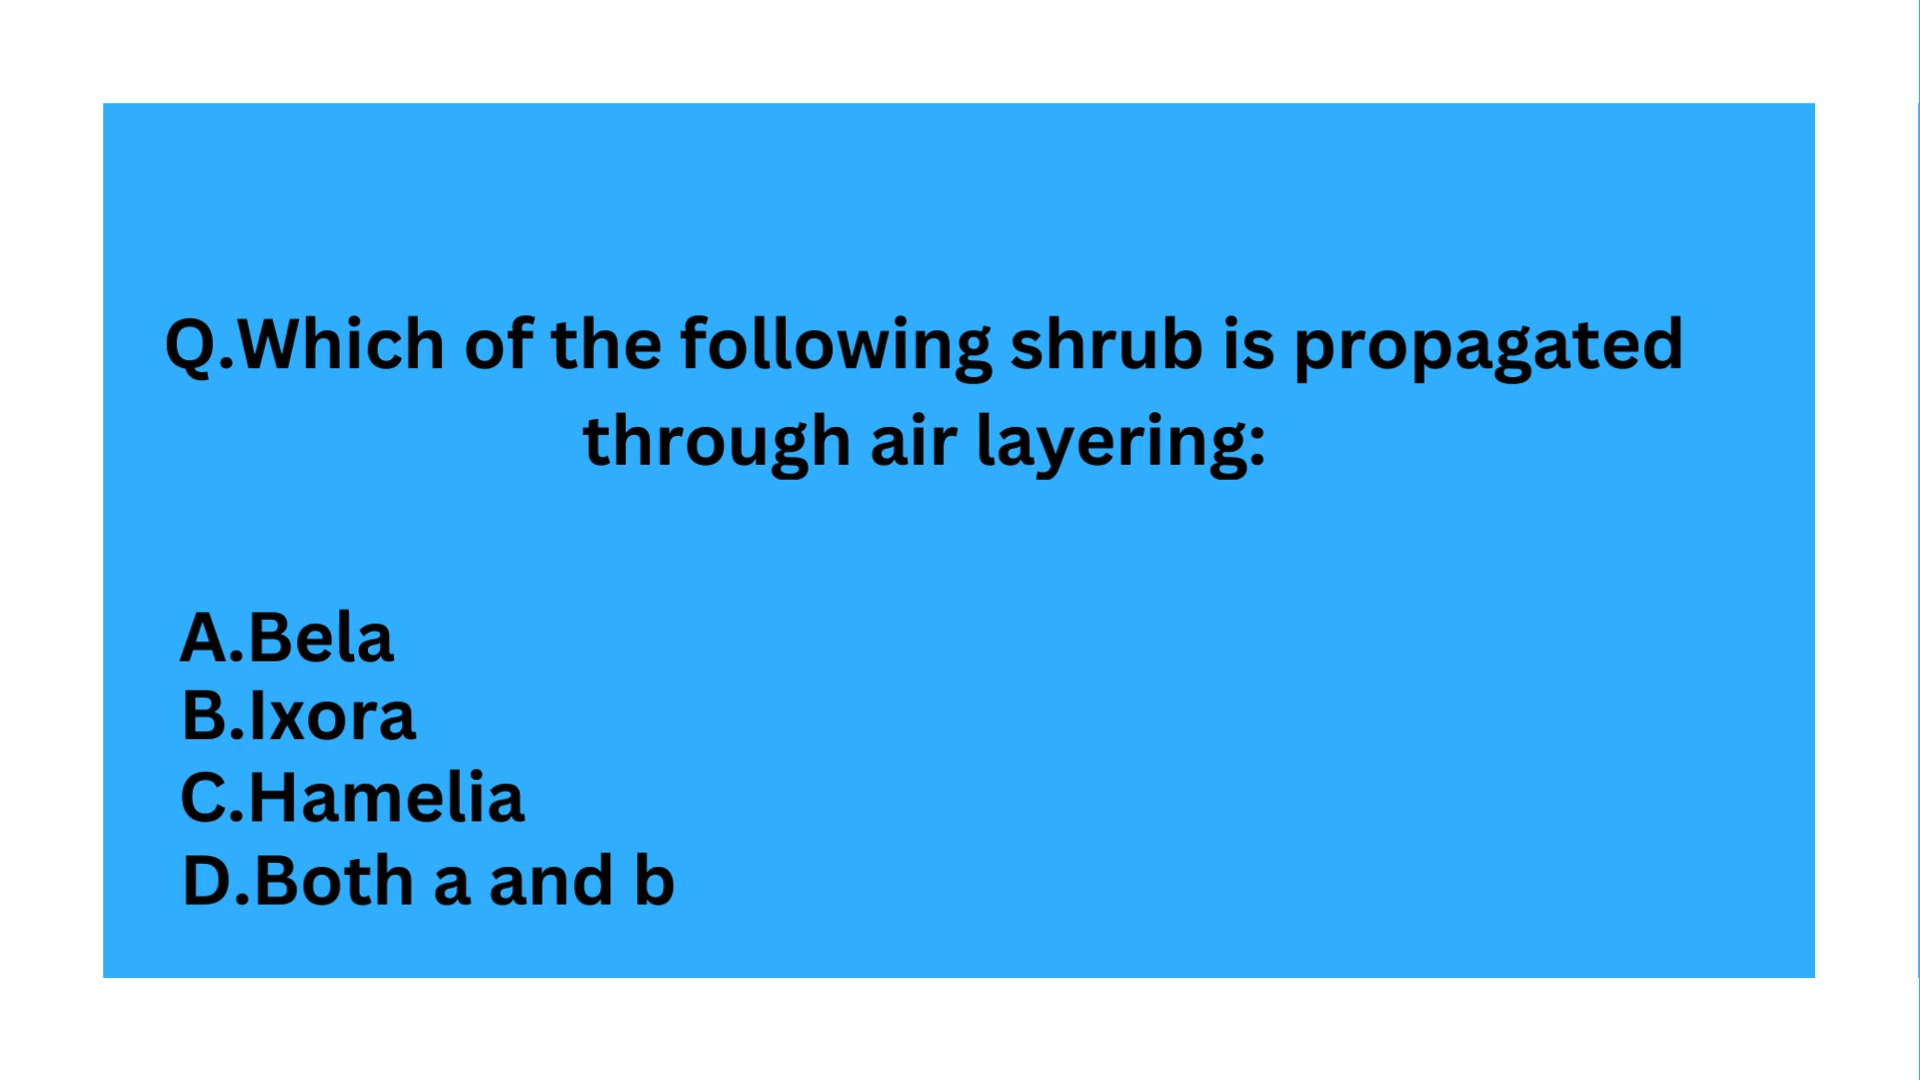 Q.Which of the following shrub is propagated
through air layering:
A.Bela
B.Ixora
C.Hamelia
D.Both a and b